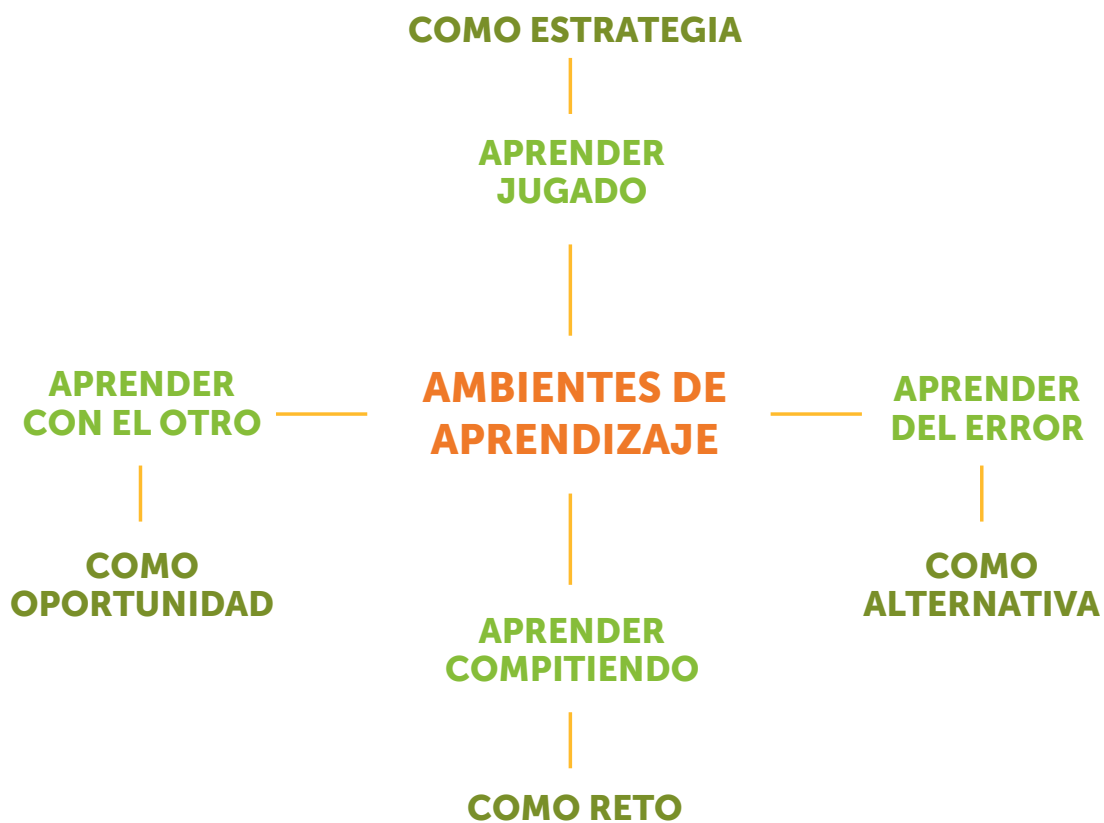 COMO ESTRATEGIA
APRENDER
JUGADO
APRENDER
CON EL OTRO
AMBIENTES DE
APRENDIZAJE
APRENDER
DEL ERROR
COMO
OPORTUNIDAD
COMO
ALTERNATIVA
APRENDER
COMPITIENDO
COMO RETO